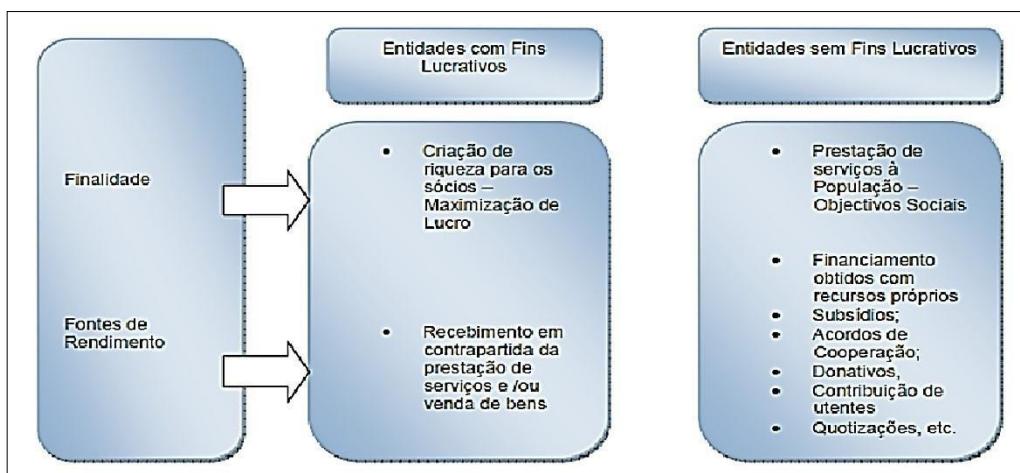 Entidades com Fins
Lucrativos
Entidades sem Fins Lucrativos
Finalidade
• Criação de
riqueza para os
sócios –
Maximização de
Lucro
• Prestação de
serviços à
População –
Objectivos Sociais
Fontes de
Rendimento
• Recebimento em
contrapartida da
prestação de
serviços e /ou
venda de bens
• Financiamento
obtidos com
recursos próprios
• Subsídios;
• Acordos de
Cooperação;
• Donativos,
• Contribuição de
utentes
• Quotizações, etc.